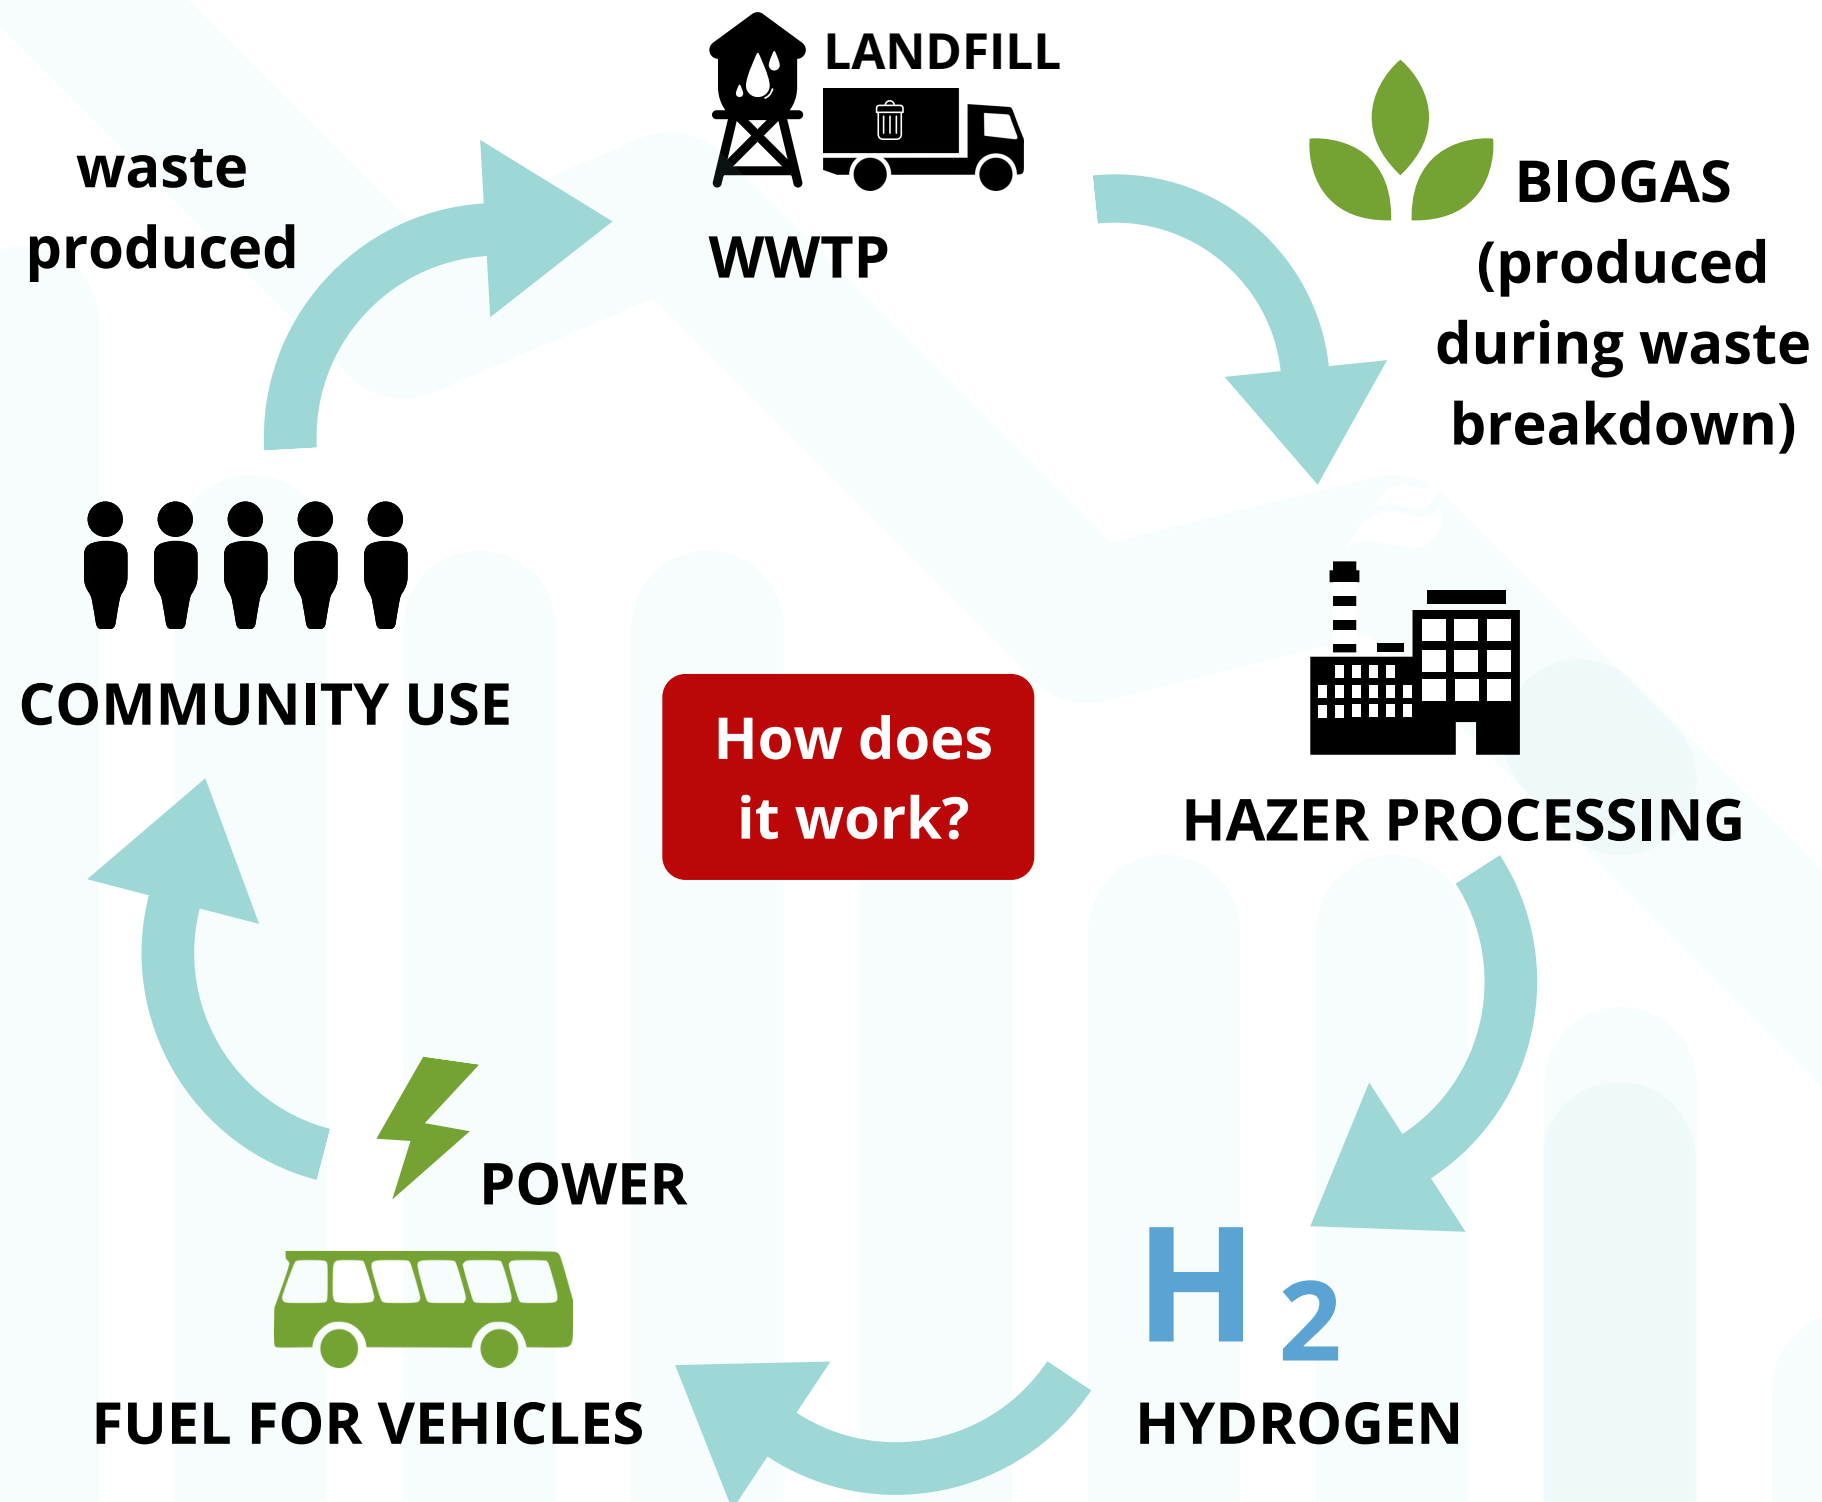 LANDFILL
WWTP
waste
produced
BIOGAS
(produced
during waste
breakdown)
COMMUNITY USE
How does
it work?
HAZER PROCESSING
POWER
FUEL FOR VEHICLES
H 2
HYDROGEN